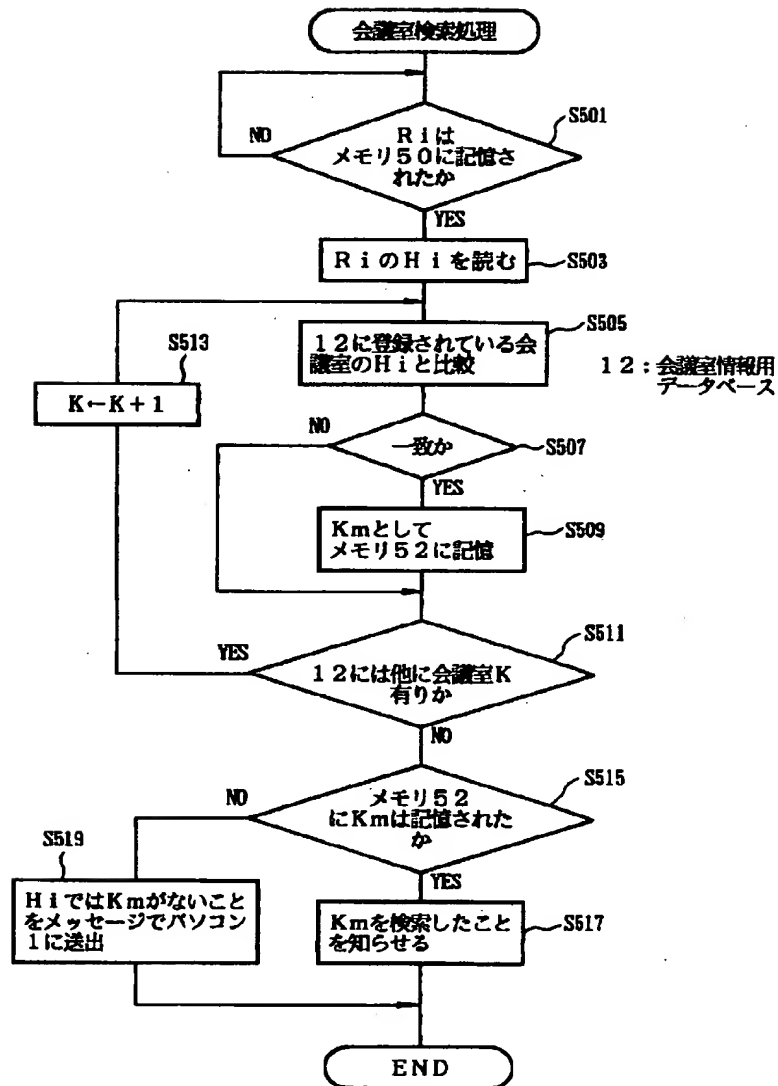 会議室検索処理
S501
NO
Riは
メモリ50に記憶さ
れたか
YES
RiのHiを読む
S503
S505
12に登録されている会
議室のHiと比較
12:会議室情報用
データベース
S513
K←K+1
NO
一致か
S507
YES
Kmとして
メモリ52に記憶
S509
S511
YES
12には他に会議室K
有りか
NO
S515
NO
メモリ52
にKmは記憶された
か
YES
S519
HiではKmがないこと
をメッセージでパソコン
1に送出
Kmを検索したこと
を知らせる
S517
END